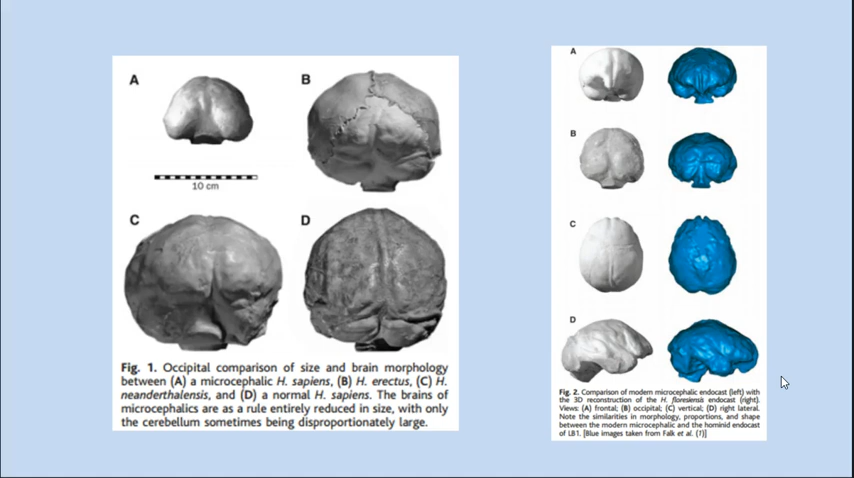 A
B
10 cm
C
D
Fig. 1. Occipital comparison of size and brain morphology
between (A) a microcephalic H. sapiens, (B) H. erectus, (C) H.
neanderthalensis, and (D) a normal H. sapiens. The brains of
microcephalics are as a rule entirely reduced in size, with only
the cerebellum sometimes being disproportionately large.
A
B
C
D
Fig. 2. Comparison of modern microcephalic endocast (left) with
the 3D reconstruction of the H. floresiensis endocast (right).
Views: (A) frontal; (B) occipital; (C) vertical; (D) right lateral.
Note the similarities in morphology, proportions, and shape
between the modern microcephalic and the hominid endocast
of LB1. [Blue images taken from Falk et al. (1)]